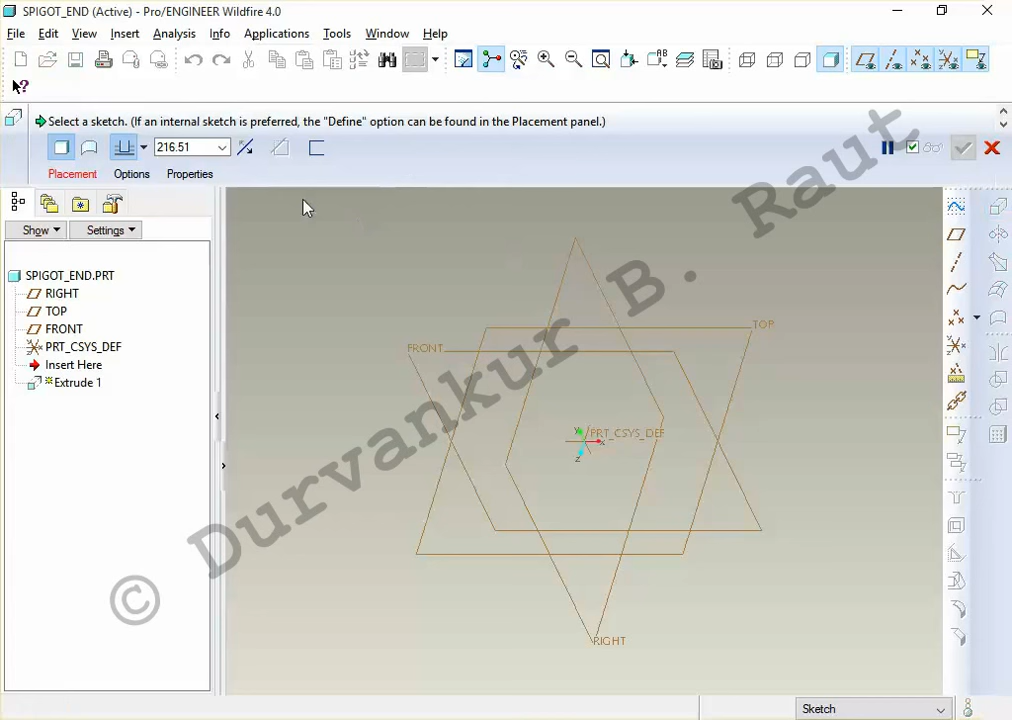 SPIGOT_END (Active) - Pro/ENGINEER Wildfire 4.0
File Edit View Insert Analysis Info Applications Tools Window Help
Select a sketch. (If an internal sketch is preferred, the "Define" option can be found in the Placement panel.)
216.51
Placement Options Properties
Show Settings
SPIGOT_END.PRT
RIGHT
TOP
FRONT
PRT_CSYS_DEF
Insert Here
Extrude 1
TOP
FRONT
y
PRT_CSYS_DEF
x
z
RIGHT
© Durvankur B. Raut
Sketch